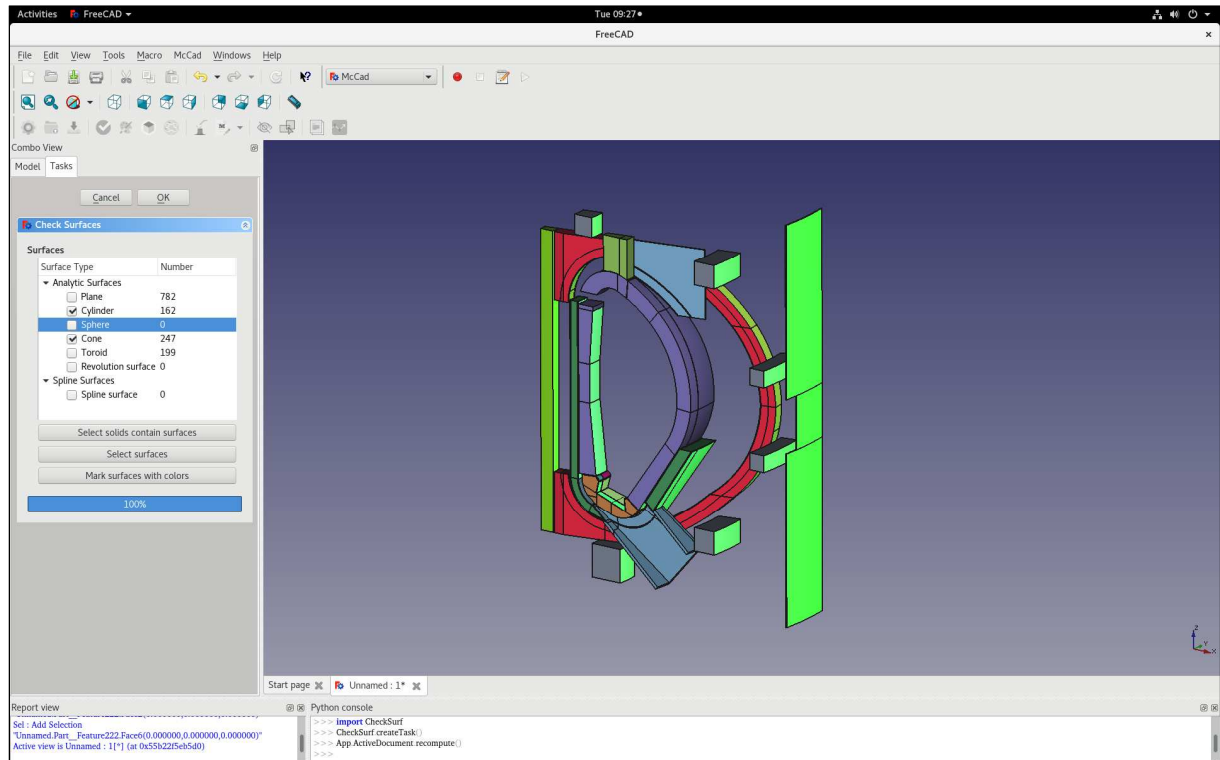 Activities FreeCAD
Tue 09:27
FreeCAD
File Edit View Tools Macro McCad Windows Help
McCad
Combo View
Model Tasks
Cancel OK
Check Surfaces
Surfaces
Surface Type Number
Analytic Surfaces
Plane 782
Cylinder 162
Sphere 0
Cone 247
Toroid 199
Revolution surface 0
Spline Surfaces
Spline surface 0
Select solids contain surfaces
Select surfaces
Mark surfaces with colors
100%
z
Y
x
Start page Unnamed : 1*
Report view
Sel : Add Selection
"Unnamed.Part__Feature222.Face6(0.000000,0.000000,0.000000)"
Active view is Unnamed : 1[*] (at 0x55b22f5eb5d0)
Python console
>>> import CheckSurf
>>> CheckSurf.createTask()
>>> App.ActiveDocument.recompute()
>>>